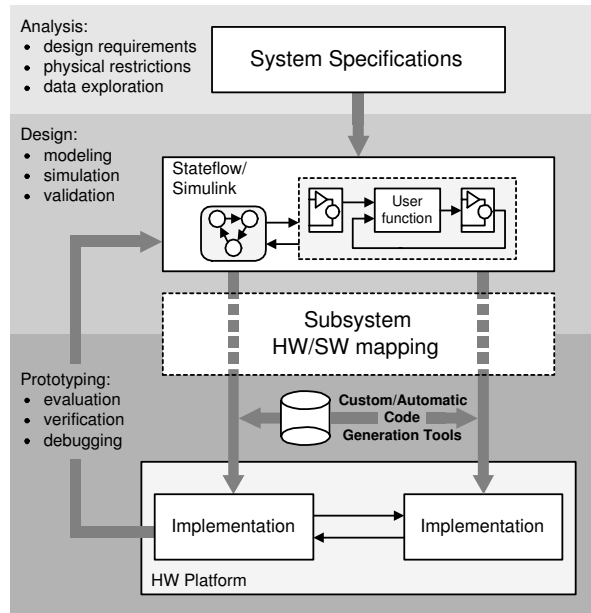 Analysis:
• design requirements
• physical restrictions
• data exploration
System Specifications
Design:
• modeling
• simulation
• validation
Stateflow/
Simulink
User
function
Subsystem
HW/SW mapping
Prototyping:
• evaluation
• verification
• debugging
Custom/Automatic
Code
Generation Tools
Implementation
Implementation
HW Platform